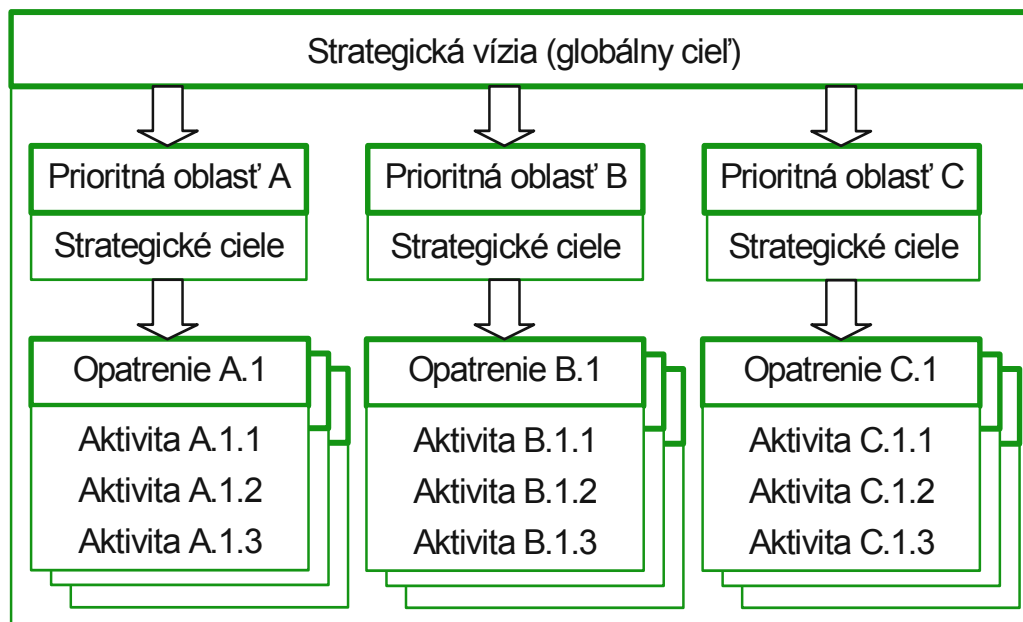 Strategická vízia (globálny cieľ)
Prioritná oblasť A
Strategické ciele
Opatrenie A.1
Aktivita A.1.1
Aktivita A.1.2
Aktivita A.1.3
Prioritná oblasť B
Strategické ciele
Opatrenie B.1
Aktivita B.1.1
Aktivita B.1.2
Aktivita B.1.3
Prioritná oblasť C
Strategické ciele
Opatrenie C.1
Aktivita C.1.1
Aktivita C.1.2
Aktivita C.1.3